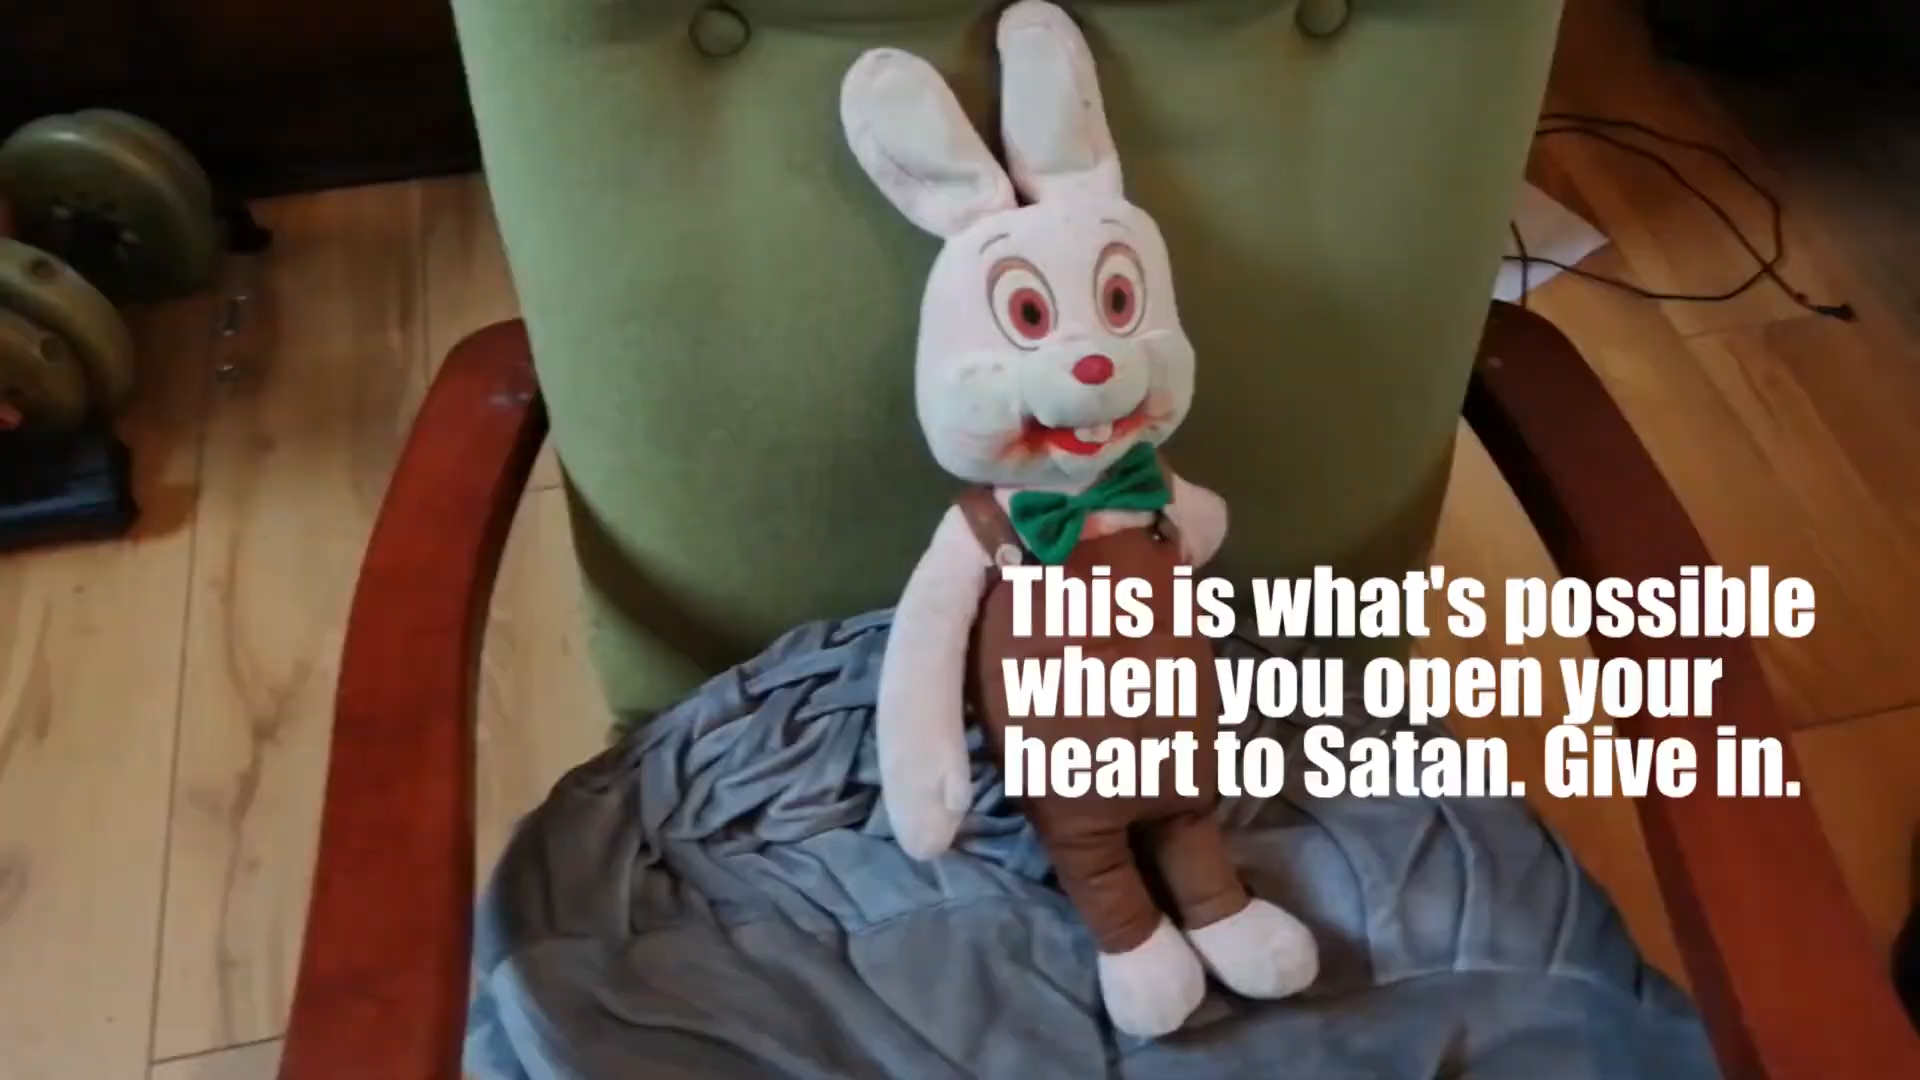 This is what's possible
when you open your
heart to Satan. Give in.